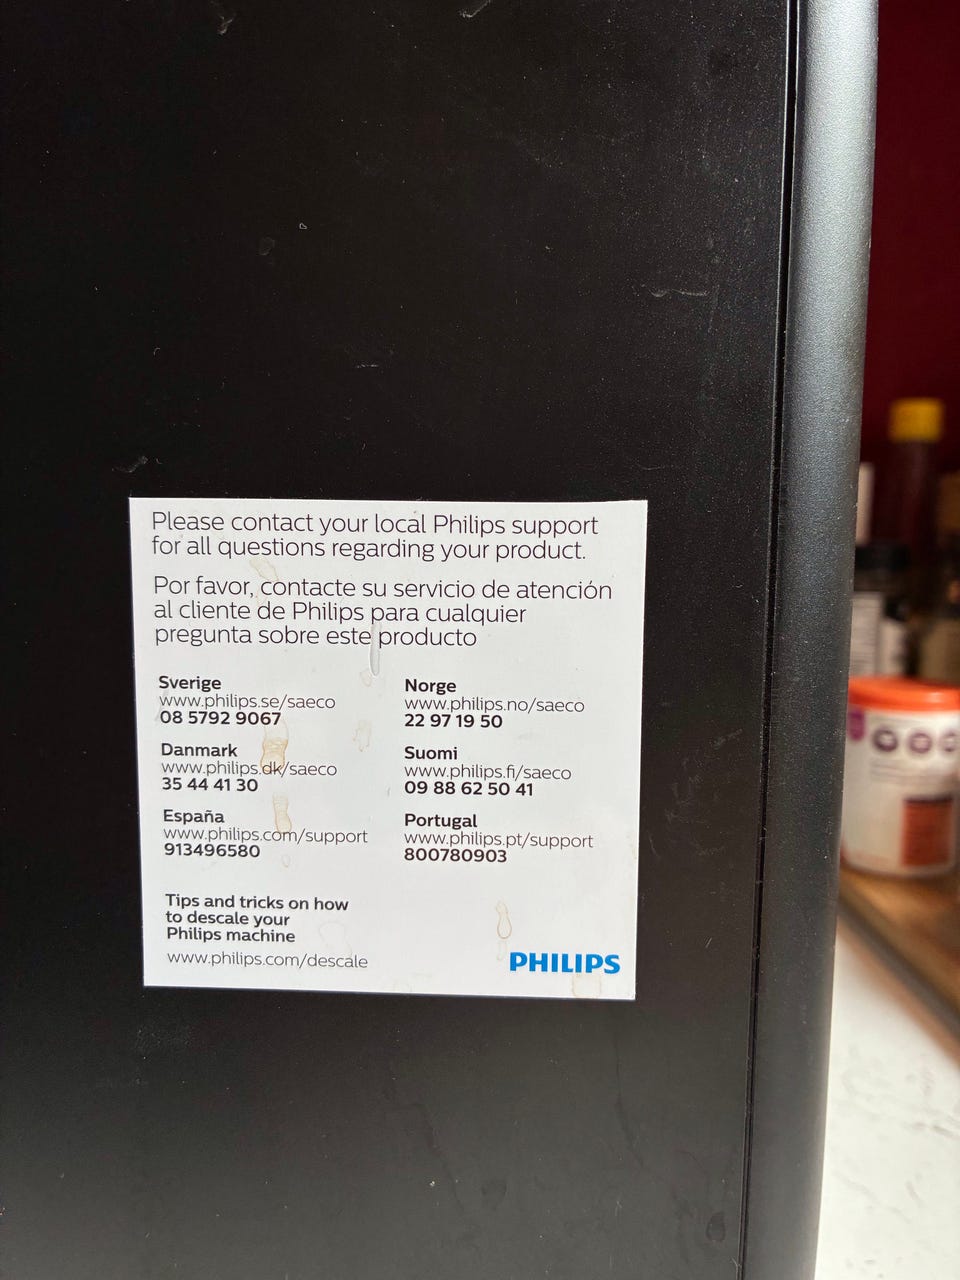 Please contact your local Philips support
for all questions regarding your product.
Por favor, contacte su servicio de atención
al cliente de Philips para cualquier
pregunta sobre este producto
Sverige
www.philips.se/saeco
08 5792 9067
Norge
www.philips.no/saeco
22 97 19 50
Danmark
www.philips.dk/saeco
35 44 41 30
Suomi
www.philips.fi/saeco
09 88 62 50 41
España
www.philips.com/support
913496580
Portugal
www.philips.pt/support
800780903
Tips and tricks on how
to descale your
Philips machine
www.philips.com/descale
PHILIPS